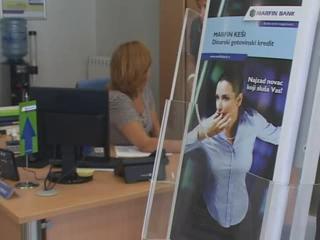 MARFIN BANK
MARFIN KEŠ!
Dinarski gotovinski kredit
Najzad novac
koji sluša Vas!